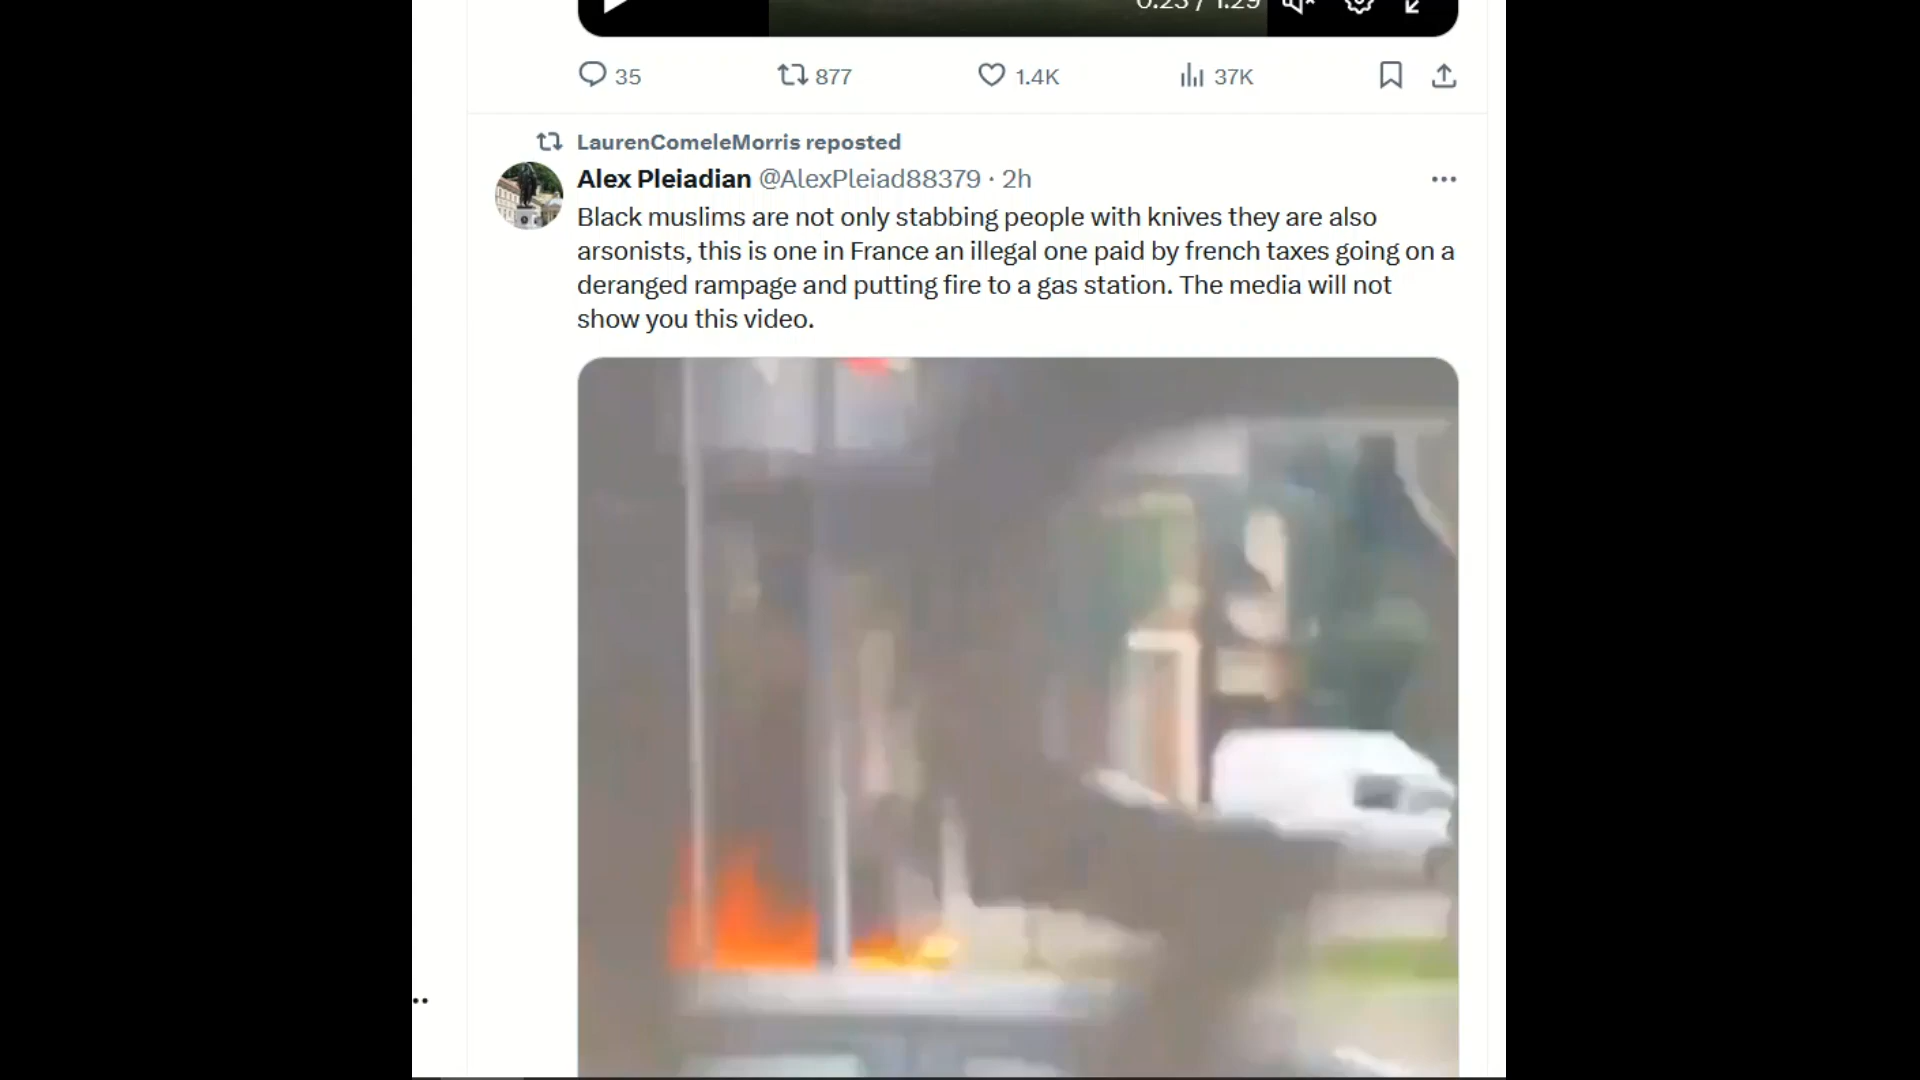 0:23 / 1:29
35
877
1.4K
37K
LaurenComeleMorris reposted
Alex Pleiadian @AlexPleiad88379 · 2h
Black muslims are not only stabbing people with knives they are also
arsonists, this is one in France an illegal one paid by french taxes going on a
deranged rampage and putting fire to a gas station. The media will not
show you this video.